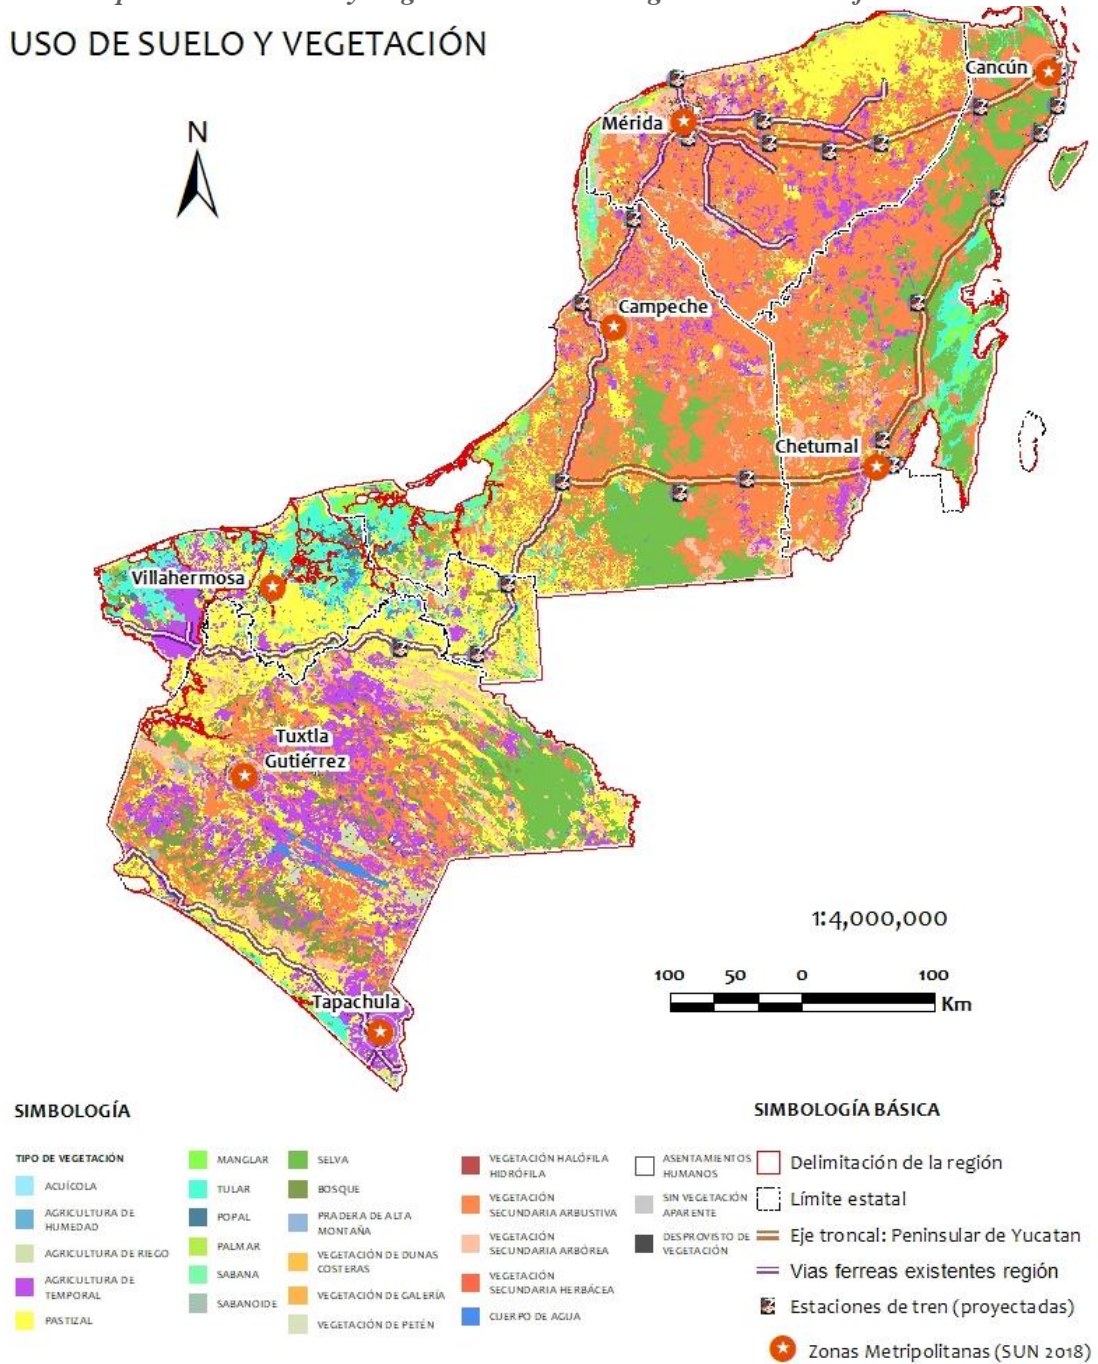 USO DE SUELO Y VEGETACIÓN
N
Cancún
Mérida
Campeche
Chetumal
Villahermosa
Tuxtla
Gutiérrez
Tapachula
1:4,000,000
100 50 0 100
Km
SIMBOLOGÍA
TIPO DE VEGETACIÓN
ACUÍCOLA
AGRICULTURA DE
HUMEDAD
AGRICULTURA DE RIEGO
AGRICULTURA DE
TEMPORAL
PASTIZAL
MANGLAR
TULAR
POPAL
PALMAR
SABANA
SABANOIDE
SELVA
BOSQUE
PRADERA DE ALTA
MONTAÑA
VEGETACIÓN DE DUNAS
COSTERAS
VEGETACIÓN DE GALERÍA
VEGETACIÓN DE PETÉN
VEGETACIÓN HALÓFILA
HIDRÓFILA
VEGETACIÓN
SECUNDARIA ARBUSTIVA
VEGETACIÓN
SECUNDARIA ARBÓREA
VEGETACIÓN
SECUNDARIA HERBÁCEA
CUERPO DE AGUA
ASENTAMIENTOS
HUMANOS
SIN VEGETACIÓN
APARENTE
DESPROVISTO DE
VEGETACIÓN
SIMBOLOGÍA BÁSICA
Delimitación de la región
Límite estatal
Eje troncal: Peninsular de Yucatan
Vias ferreas existentes región
Estaciones de tren (proyectadas)
Zonas Metripolitanas (SUN 2018)